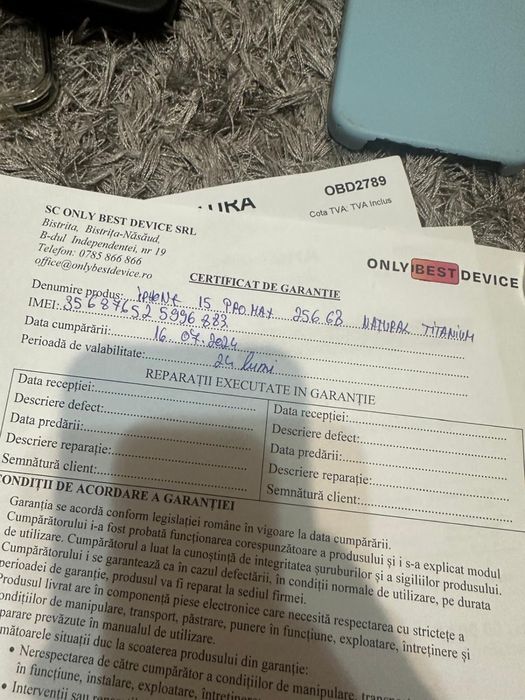 OBD2789
Cota TVA: TVA Inclus
SC ONLY BEST DEVICE SRL
Bistrita, Bistrița-Năsăud,
B-dul Independentei, nr 19
Telefon: 0785 866 866
office@onlybestdevice.ro
ONLY BEST DEVICE
CERTIFICAT DE GARANTIE
Denumire produs: iPHONE 15 PRO MAX 256 GB NATURAL TITANIUM
IMEI: 356876525996883
Data cumpărării: 16.07.2024
Perioadă de valabilitate: 24 luni
REPARAȚII EXECUTATE IN GARANȚIE
Data recepției:
Descriere defect:
Data predării:
Descriere reparație:
Semnătură client:
Data recepției:
Descriere defect:
Data predării:
Descriere reparație:
Semnătură client:
CONDIȚII DE ACORDARE A GARANȚIEI
Garanția se acordă conform legislației române în vigoare la data cumpărării.
Cumpărătorului i-a fost probată funcționarea corespunzătoare a produsului și i s-a explicat modul
de utilizare. Cumpărătorul a luat la cunoștință de integritatea șuruburilor și a sigiliilor produsului.
Cumpărătorului i se garantează ca în cazul defectării, în condiții normale de utilizare, pe durata
perioadei de garanție, produsul va fi reparat la sediul firmei.
Produsul livrat are în componență piese electronice care necesită respectarea cu strictețe a
condițiilor de manipulare, transport, păstrare, punere în funcțiune, exploatare, întreținere și
parare prevăzute în manualul de utilizare.
mătoarele situații duc la scoaterea produsului din garanție:
• Nerespectarea de către cumpărător a condițiilor de manipulare,
în funcțiune, instalare, exploatare,
• Intervenții sau